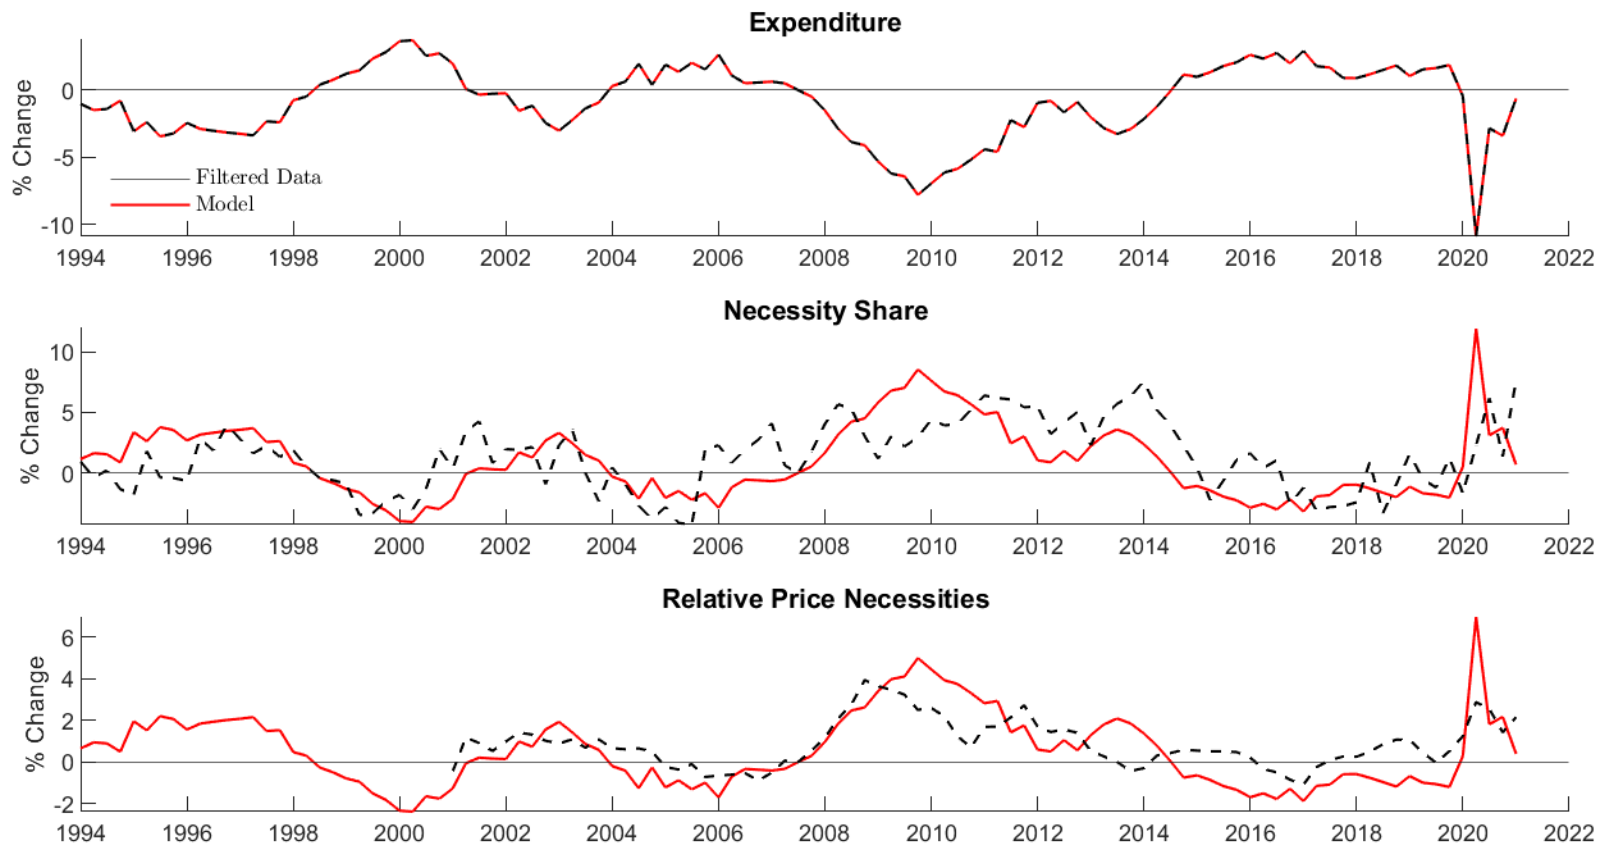 Expenditure
% Change
0
-5
-10
Filtered Data
Model
1994 1996 1998 2000 2002 2004 2006 2008 2010 2012 2014 2016 2018 2020 2022
Necessity Share
% Change
10
5
0
1994 1996 1998 2000 2002 2004 2006 2008 2010 2012 2014 2016 2018 2020 2022
Relative Price Necessities
% Change
6
4
2
0
-2
1994 1996 1998 2000 2002 2004 2006 2008 2010 2012 2014 2016 2018 2020 2022